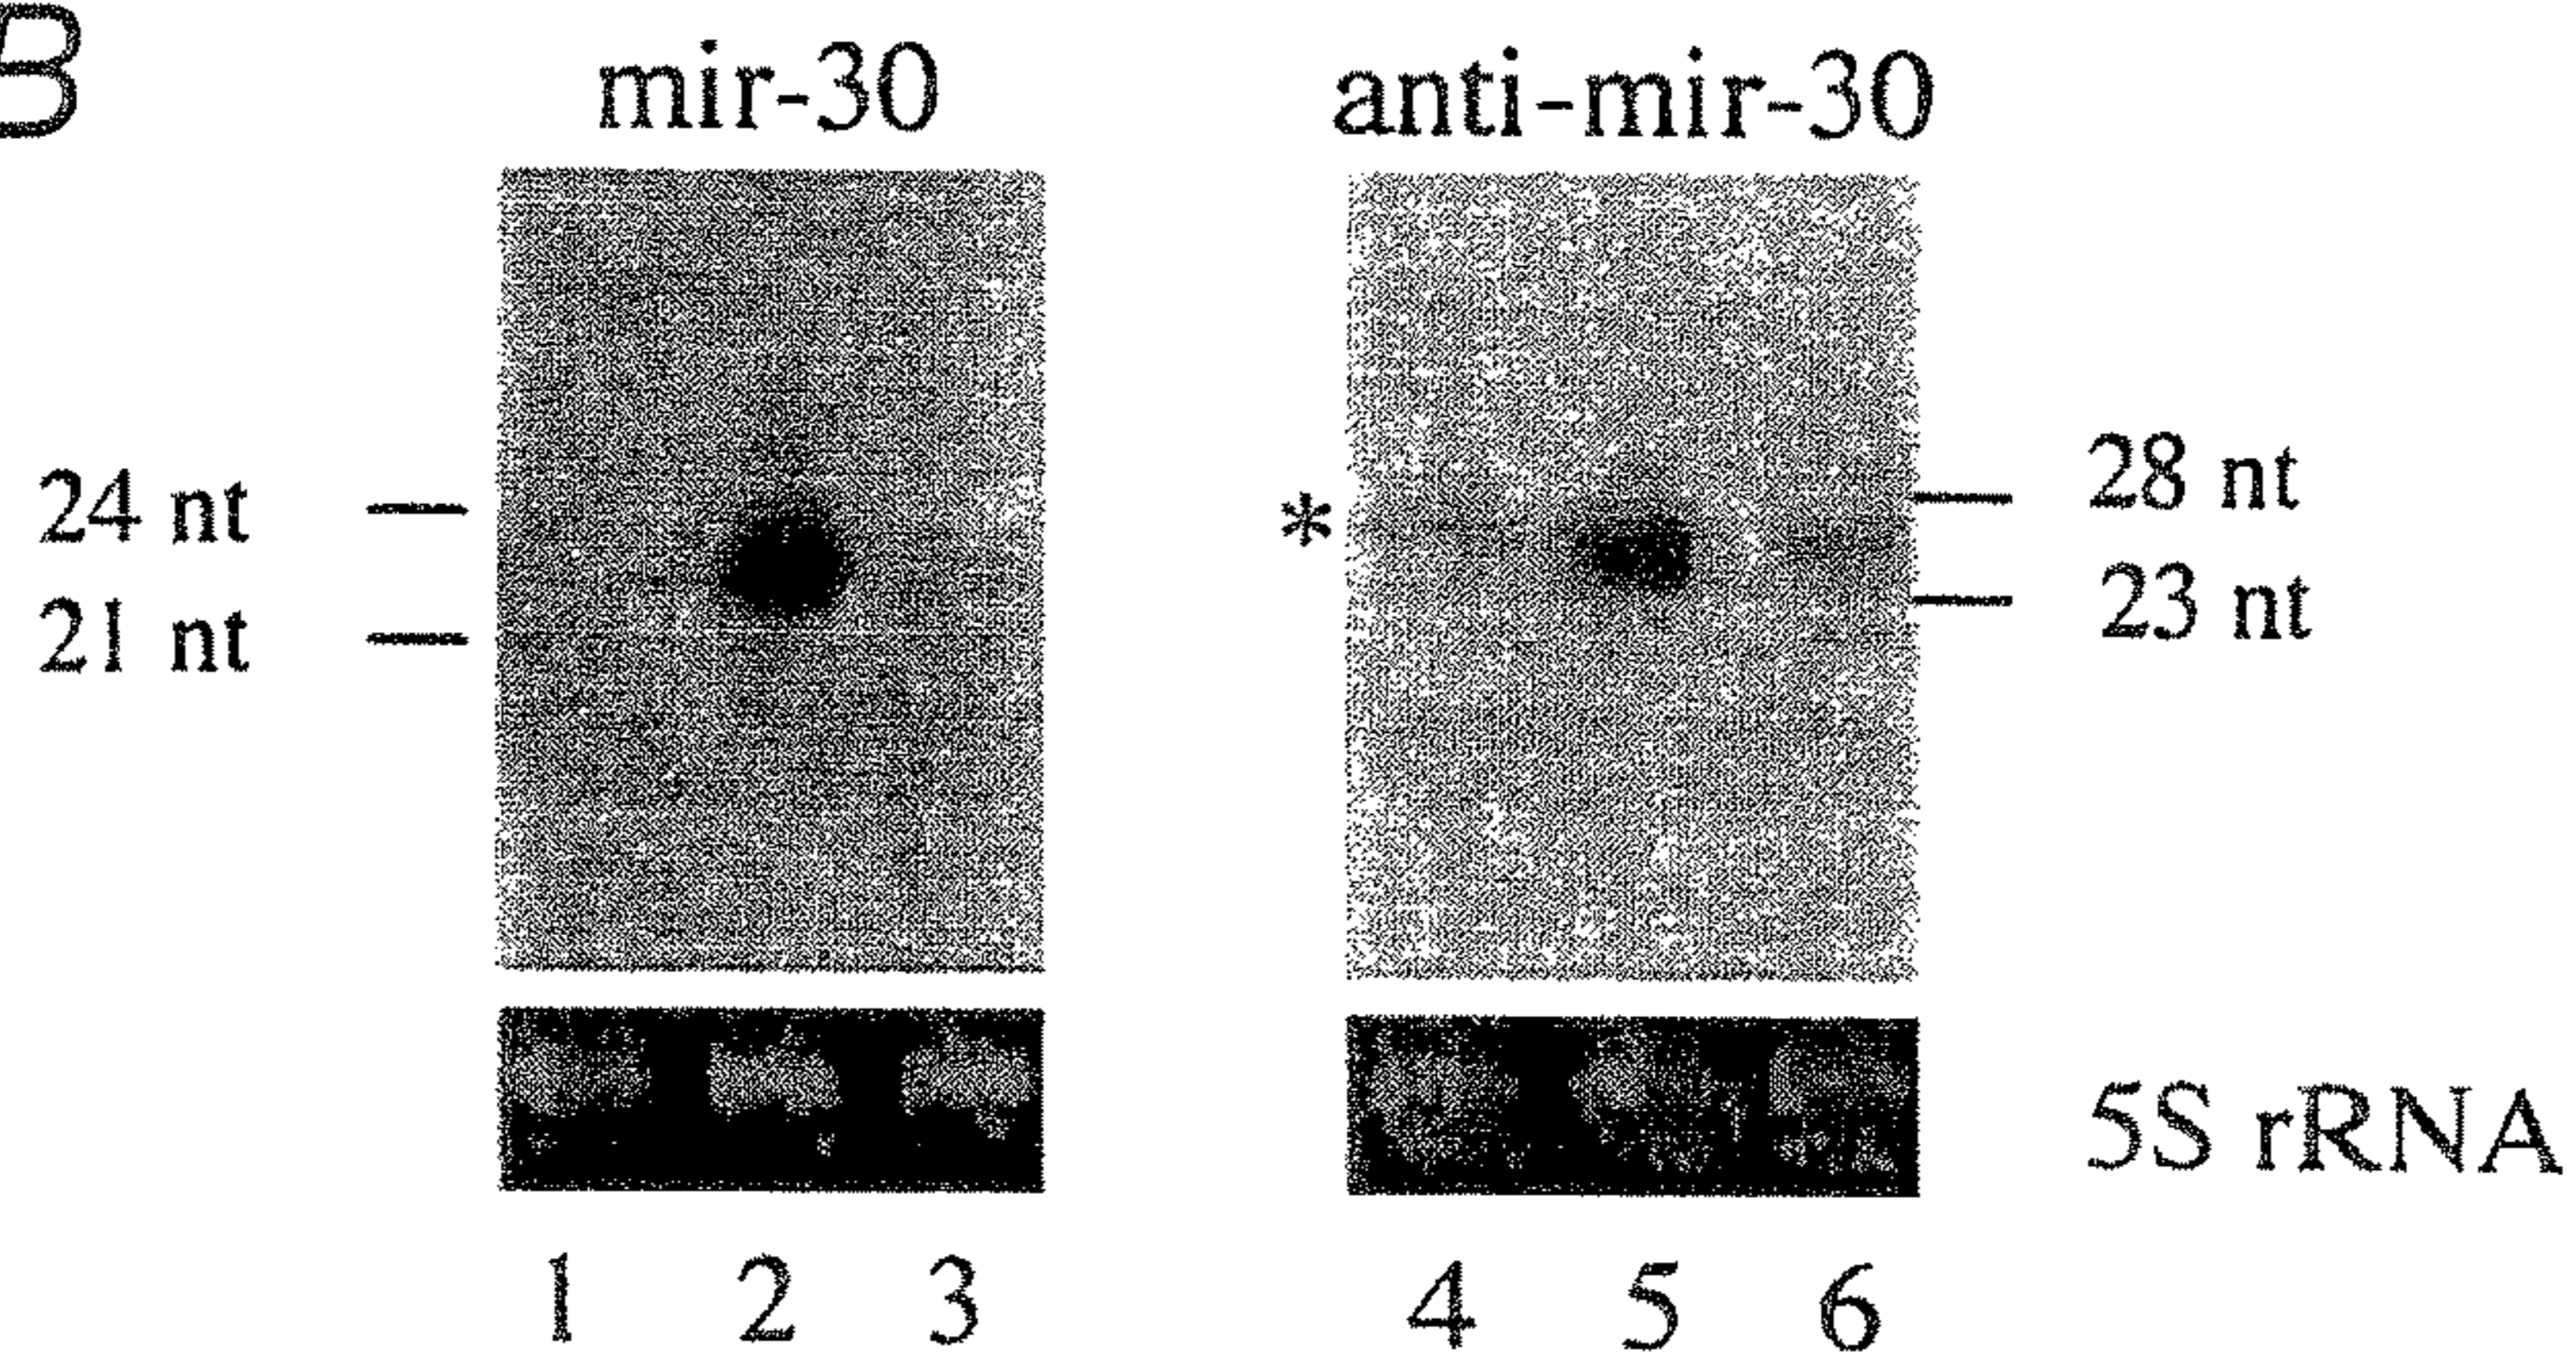 B
mir-30 anti-mir-30
24 nt * 28 nt
21 nt 23 nt
5S rRNA
1 2 3 4 5 6